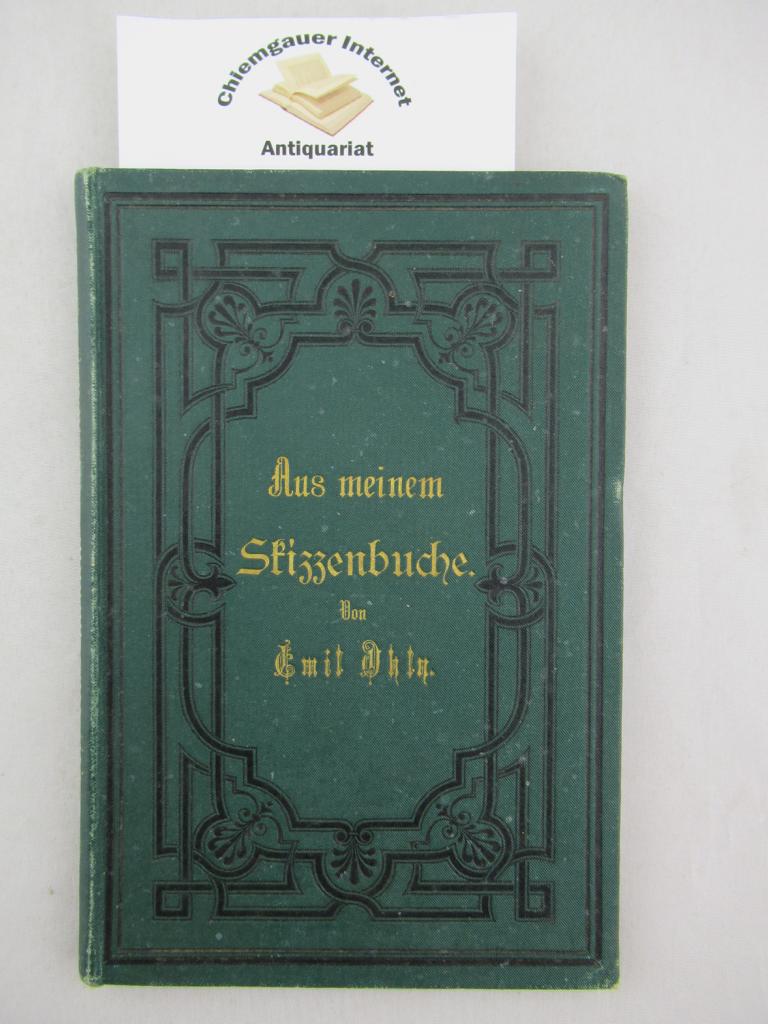 Chiemgauer Internet
Antiquariat
Aus meinem
Skizzenbuche.
Von
Emil Ohly.